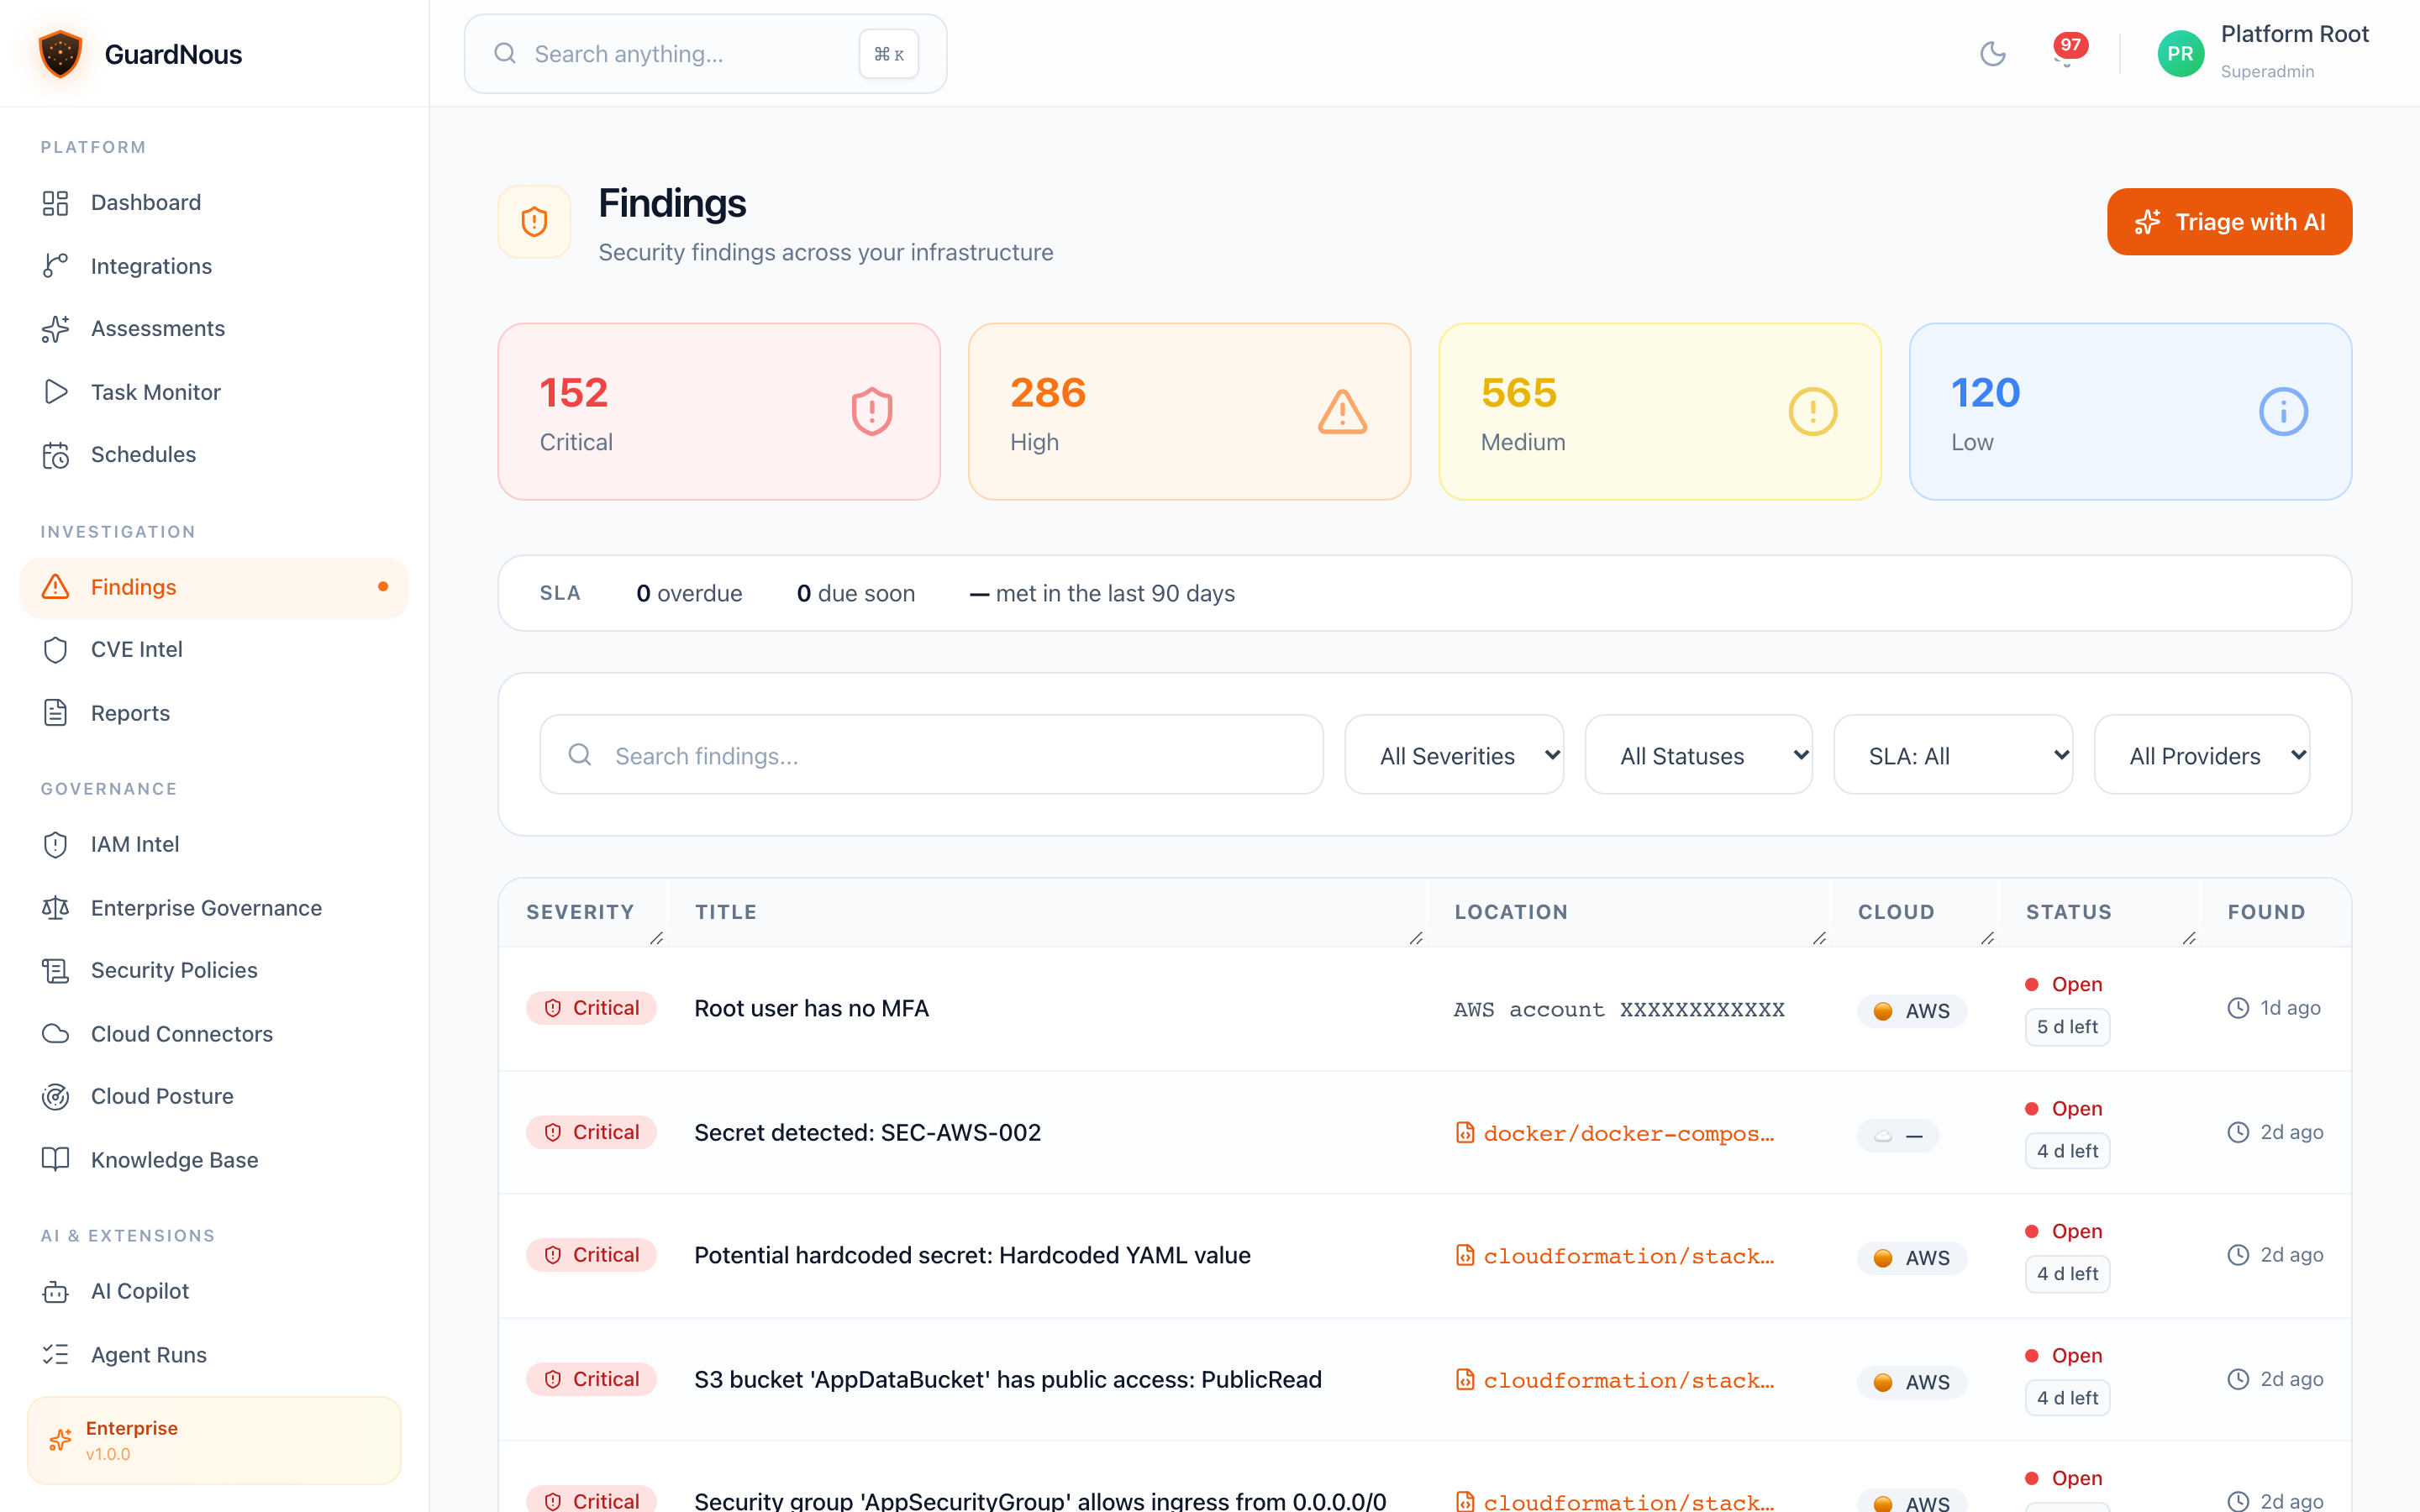 GuardNous
Search anything...
⌘ K
97
PR
Platform Root
Superadmin
PLATFORM
Dashboard
Integrations
Assessments
Task Monitor
Schedules
INVESTIGATION
Findings
CVE Intel
Reports
GOVERNANCE
IAM Intel
Enterprise Governance
Security Policies
Cloud Connectors
Cloud Posture
Knowledge Base
AI & EXTENSIONS
AI Copilot
Agent Runs
Enterprise
v1.0.0
Findings
Security findings across your infrastructure
Triage with AI
152
Critical
286
High
565
Medium
120
Low
SLA 0 overdue 0 due soon — met in the last 90 days
Search findings...
All Severities
All Statuses
SLA: All
All Providers
SEVERITY TITLE LOCATION CLOUD STATUS FOUND
Critical Root user has no MFA AWS account XXXXXXXXXXXX AWS Open 1d ago
5 d left
Critical Secret detected: SEC-AWS-002 docker/docker-compos… — Open 2d ago
4 d left
Critical Potential hardcoded secret: Hardcoded YAML value cloudformation/stack… AWS Open 2d ago
4 d left
Critical S3 bucket 'AppDataBucket' has public access: PublicRead cloudformation/stack… AWS Open 2d ago
4 d left
Critical Security group 'AppSecurityGroup' allows ingress from 0.0.0.0/0 cloudformation/stack… AWS Open 2d ago